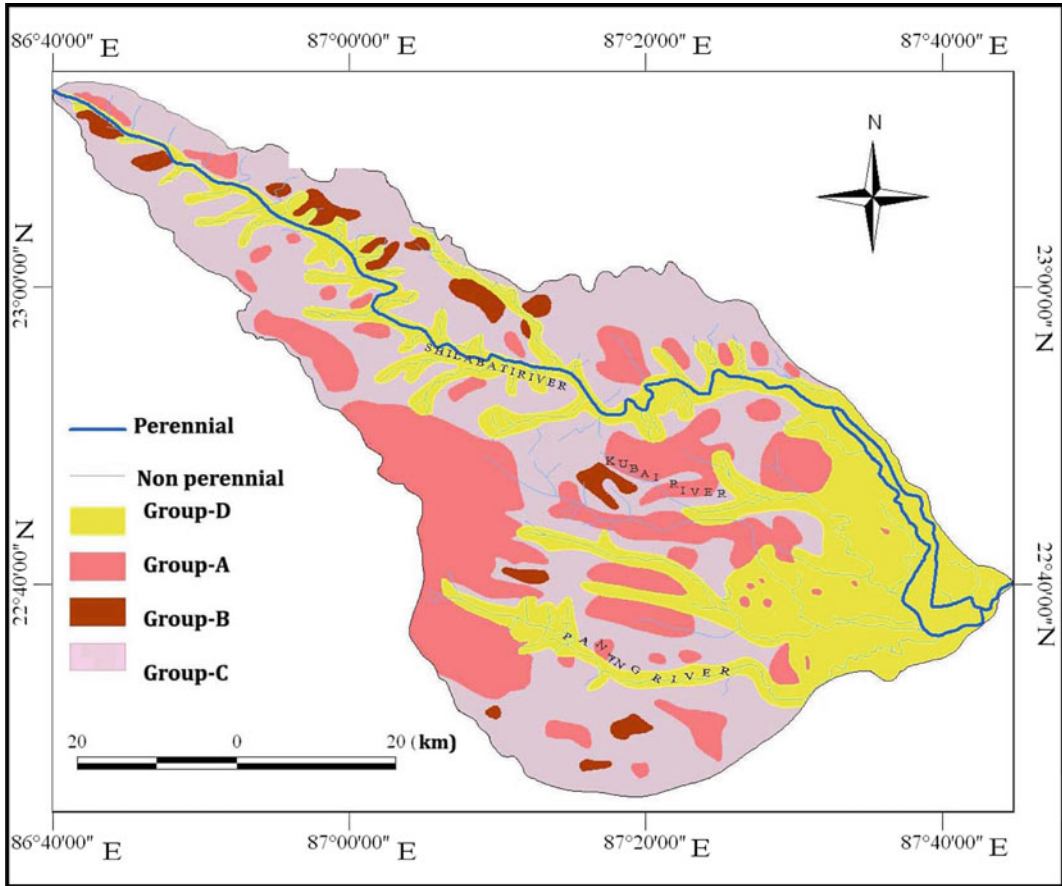 86°40'00" E
87°00'00" E
87°20'00" E
87°40'00" E
N
23°00'00" N
23°00'00" N
SHILABATIRIVER
Perennial
KUBAI RIVER
Non perennial
Group-D
Group-A
22°40'00" N
22°40'00" N
Group-B
PANING RIVER
Group-C
20 0 20 (km)
86°40'00" E
87°00'00" E
87°20'00" E
87°40'00" E